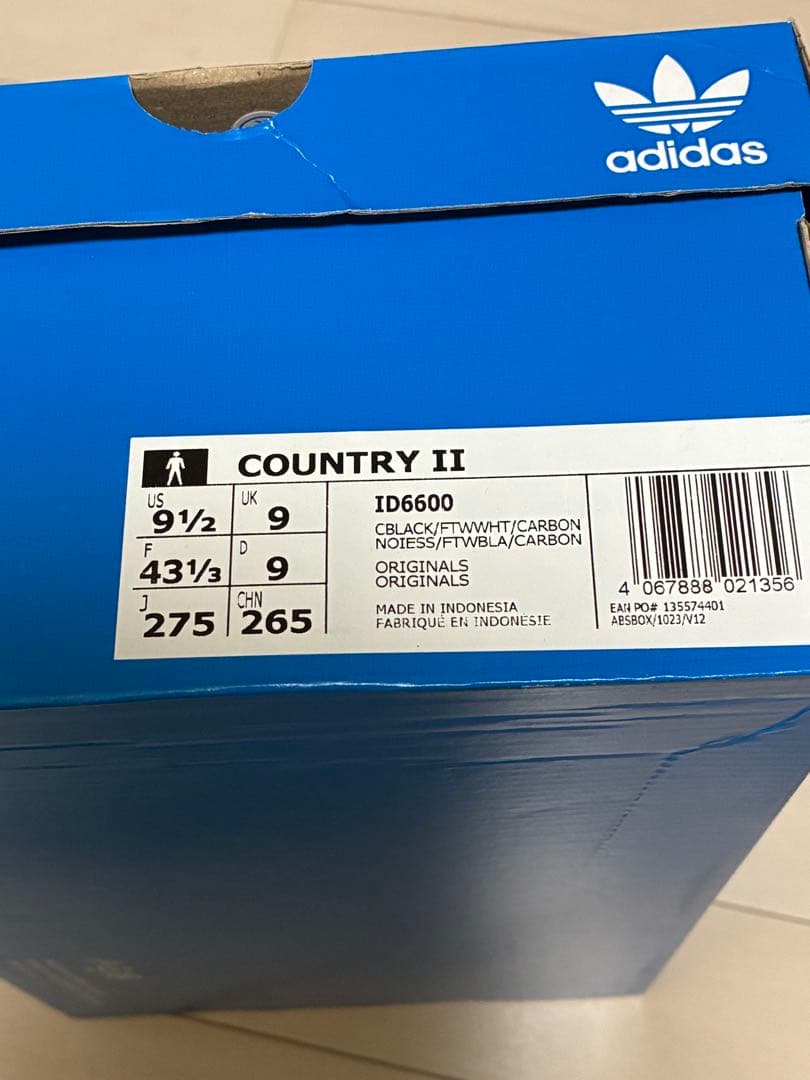 adidas
COUNTRY II
US 9½ UK 9
F 43⅓ D 9
J 275 CHN 265
ID6600
CBLACK/FTWWHT/CARBON
NOIESS/FTWBLA/CARBON
ORIGINALS
ORIGINALS
MADE IN INDONESIA
FABRIQUÉ EN INDONESIE
4 067888 021356
EAN PO# 135574401
ABSBOX/1023/V12